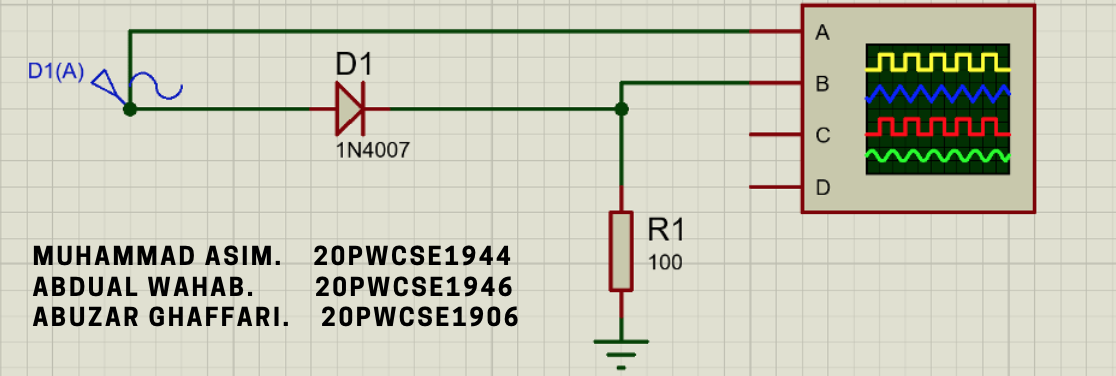 A
D1(A)
D1
B
1N4007
C
D
R1
100
MUHAMMAD ASIM. 20PWCSE1944
ABDUAL WAHAB. 20PWCSE1946
ABUZAR GHAFFARI. 20PWCSE1906